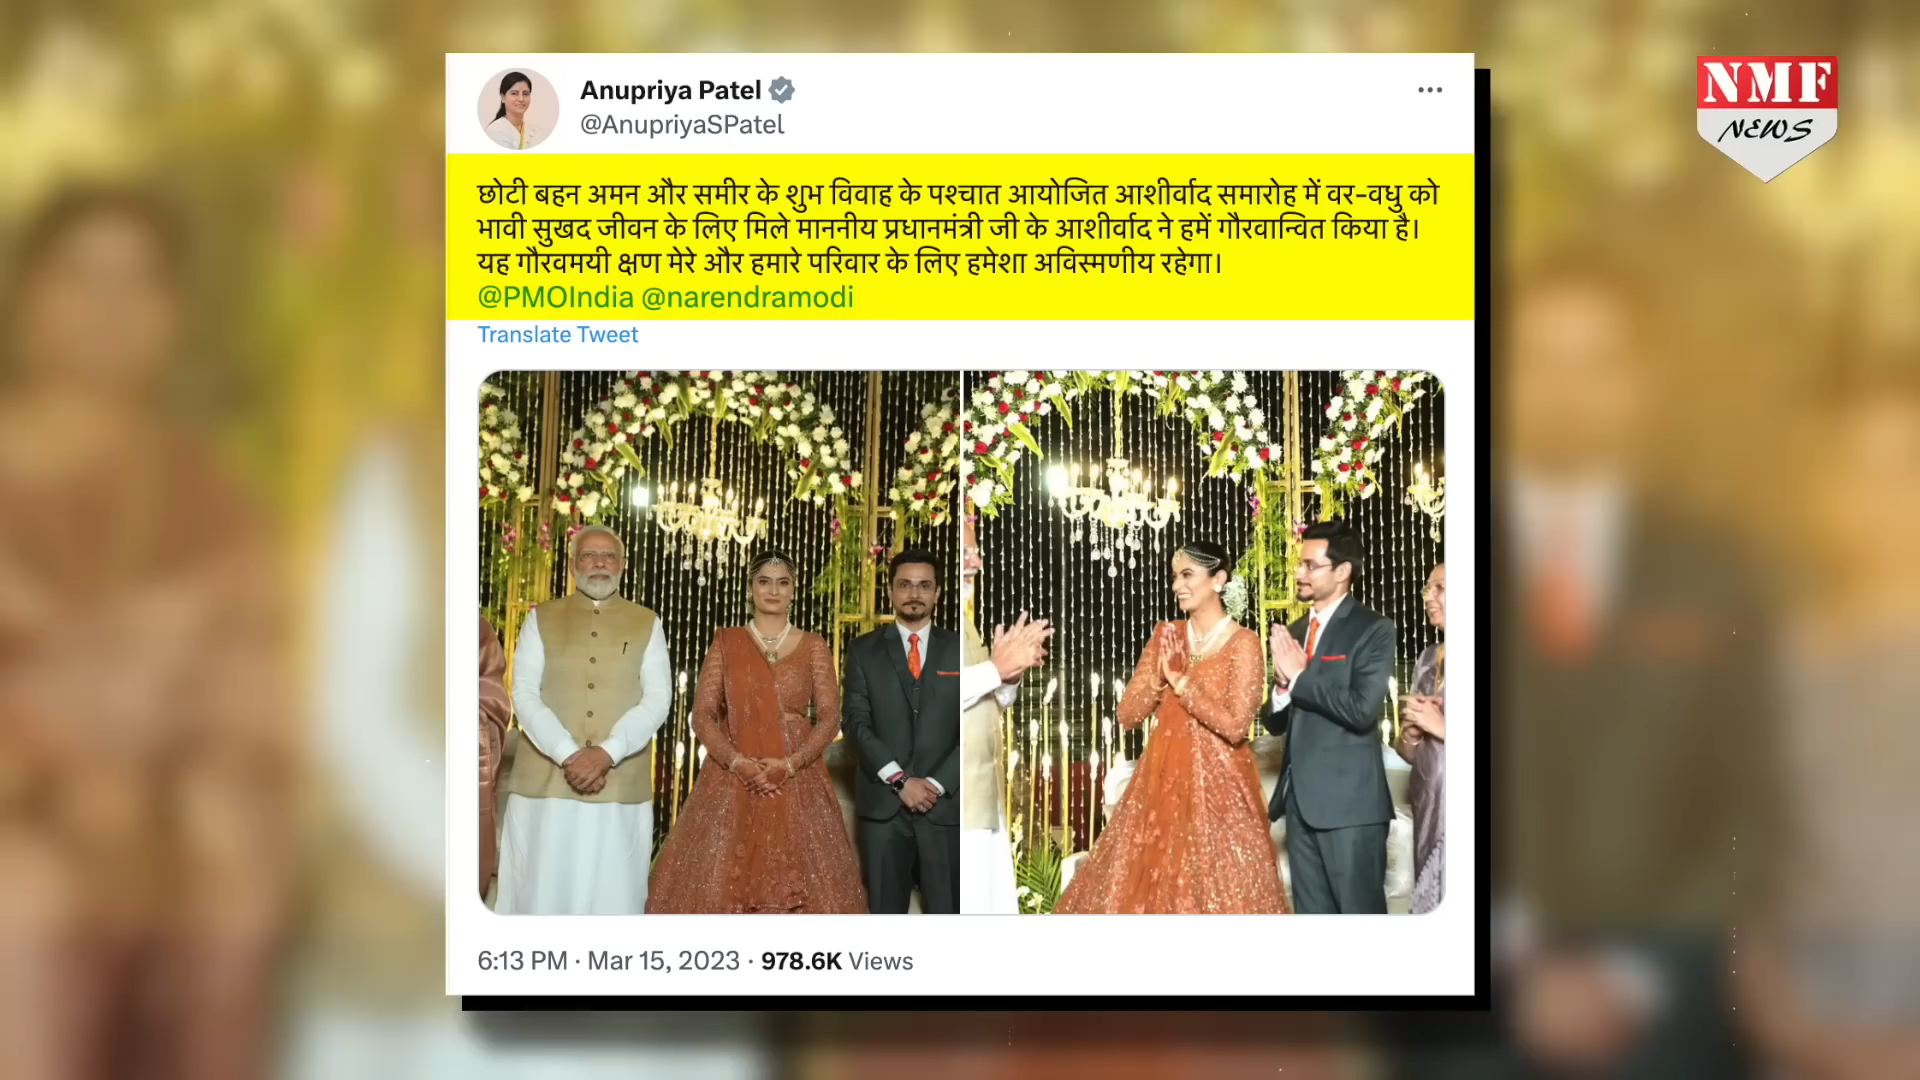 Anupriya Patel
@AnupriyaSPatel
छोटी बहन अमन और समीर के शुभ विवाह के पश्चात आयोजित आशीर्वाद समारोह में वर-वधु को
भावी सुखद जीवन के लिए मिले माननीय प्रधानमंत्री जी के आशीर्वाद ने हमें गौरवान्वित किया है।
यह गौरवमयी क्षण मेरे और हमारे परिवार के लिए हमेशा अविस्मणीय रहेगा।
@PMOIndia @narendramodi
Translate Tweet
6:13 PM · Mar 15, 2023 · 978.6K Views
NMF
NEWS